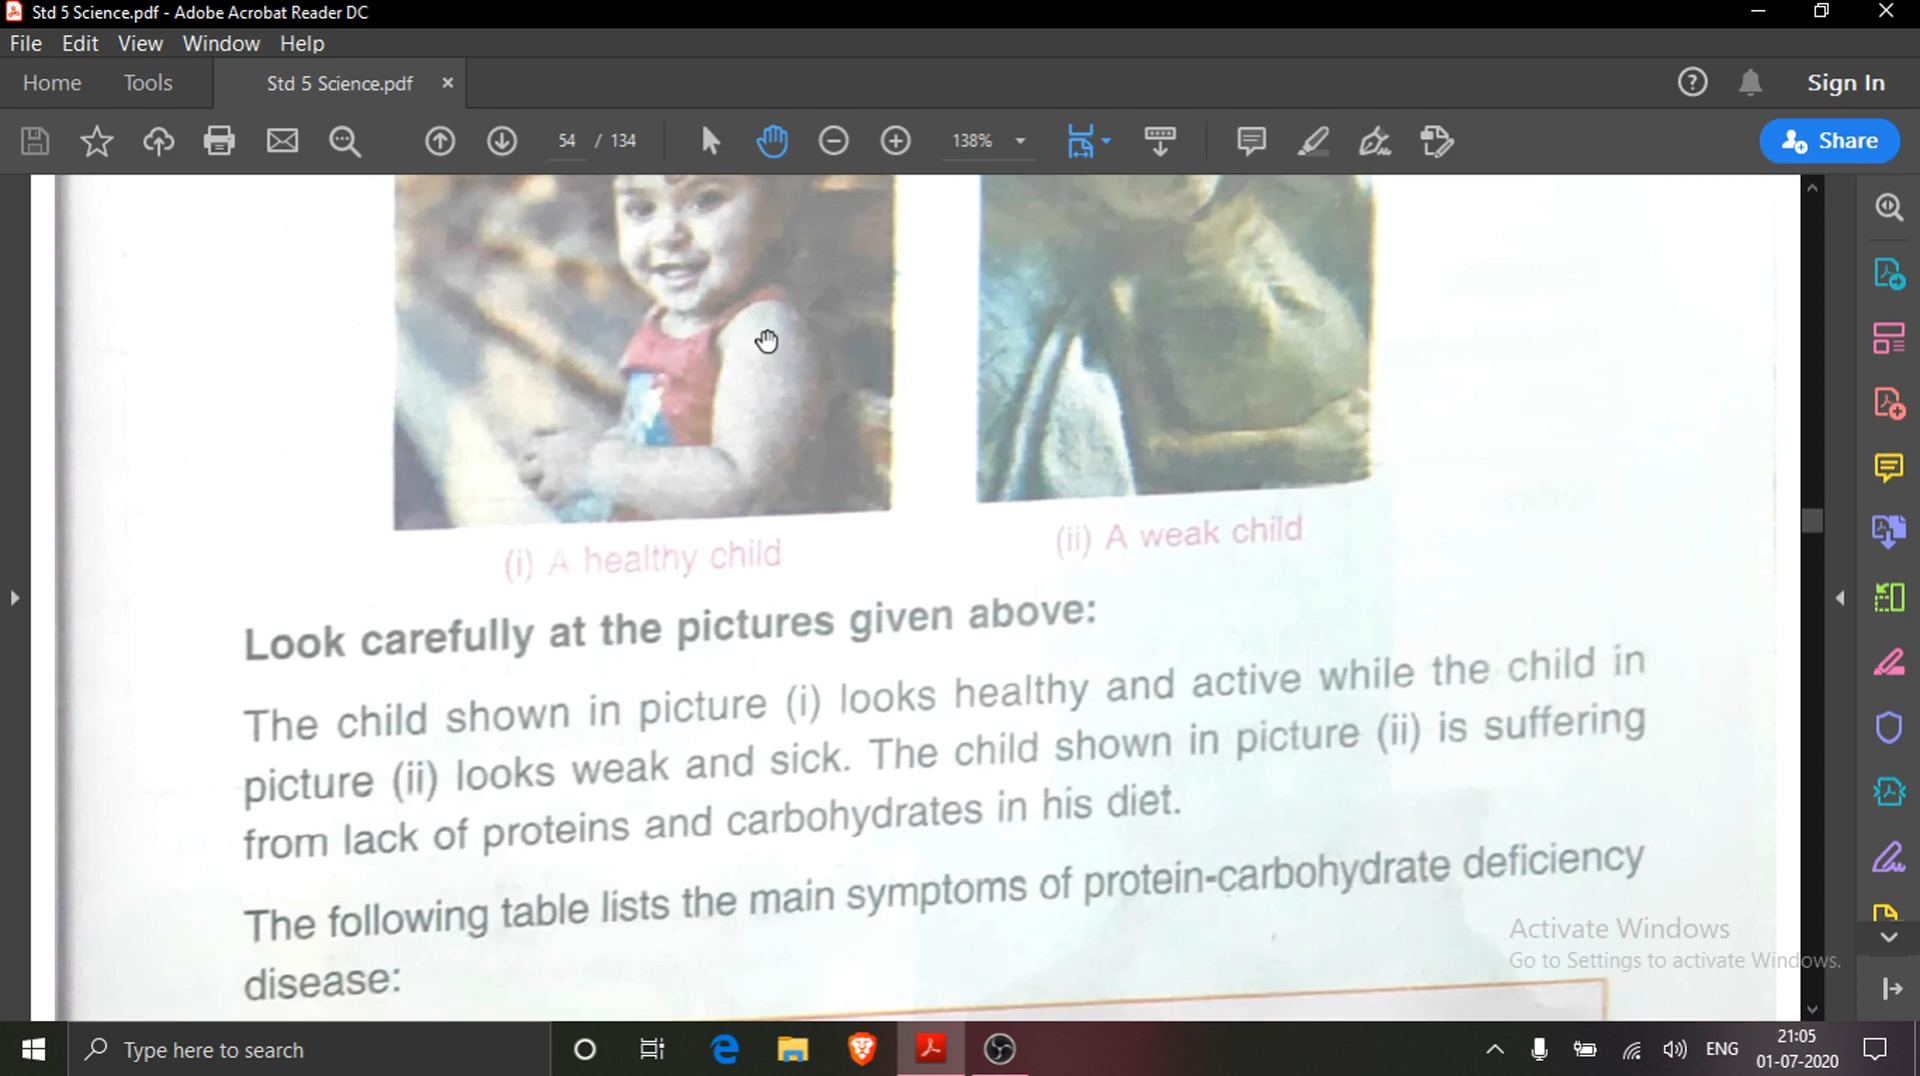 Std 5 Science.pdf - Adobe Acrobat Reader DC
File Edit View Window Help
Home Tools Std 5 Science.pdf × Sign In
54 / 134 138% Share
(i) A healthy child
(ii) A weak child
Look carefully at the pictures given above:
The child shown in picture (i) looks healthy and active while the child in
picture (ii) looks weak and sick. The child shown in picture (ii) is suffering
from lack of proteins and carbohydrates in his diet.
The following table lists the main symptoms of protein-carbohydrate deficiency
disease:
Activate Windows
Go to Settings to activate Windows.
Type here to search
ENG
21:05
01-07-2020